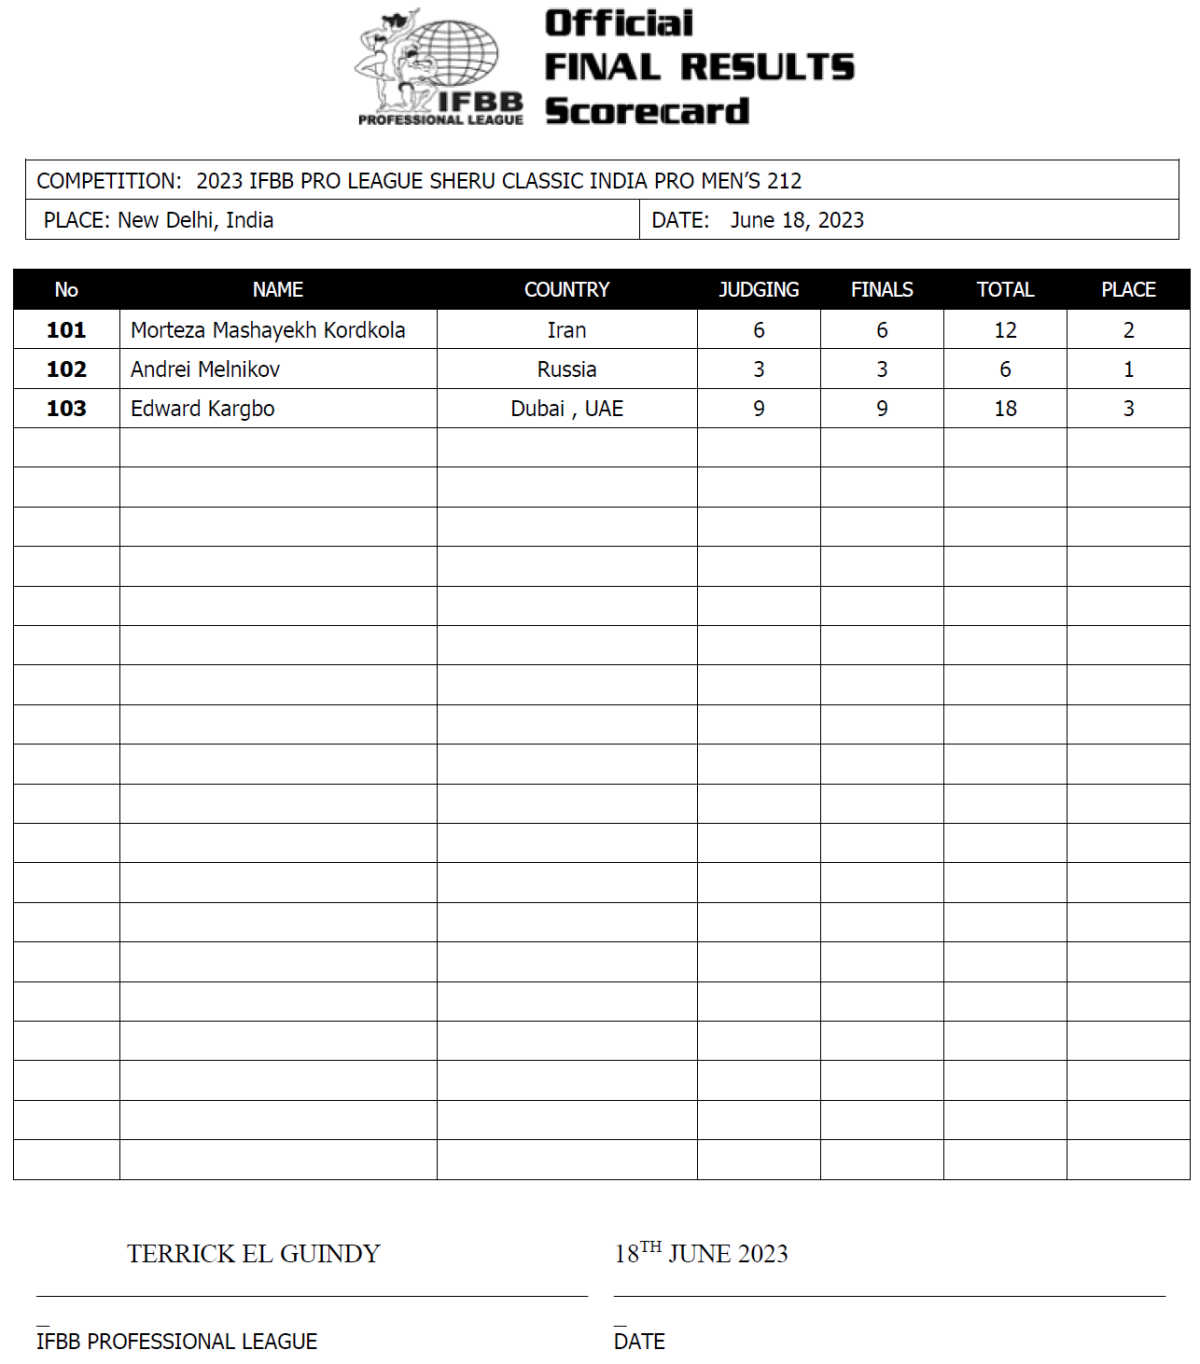 Official
FINAL RESULTS
Scorecard
IFBB
PROFESSIONAL LEAGUE
COMPETITION: 2023 IFBB PRO LEAGUE SHERU CLASSIC INDIA PRO MEN'S 212
PLACE: New Delhi, India DATE: June 18, 2023
No NAME COUNTRY JUDGING FINALS TOTAL PLACE
101 Morteza Mashayekh Kordkola Iran 6 6 12 2
102 Andrei Melnikov Russia 3 3 6 1
103 Edward Kargbo Dubai , UAE 9 9 18 3
TERRICK EL GUINDY 18TH JUNE 2023
IFBB PROFESSIONAL LEAGUE DATE